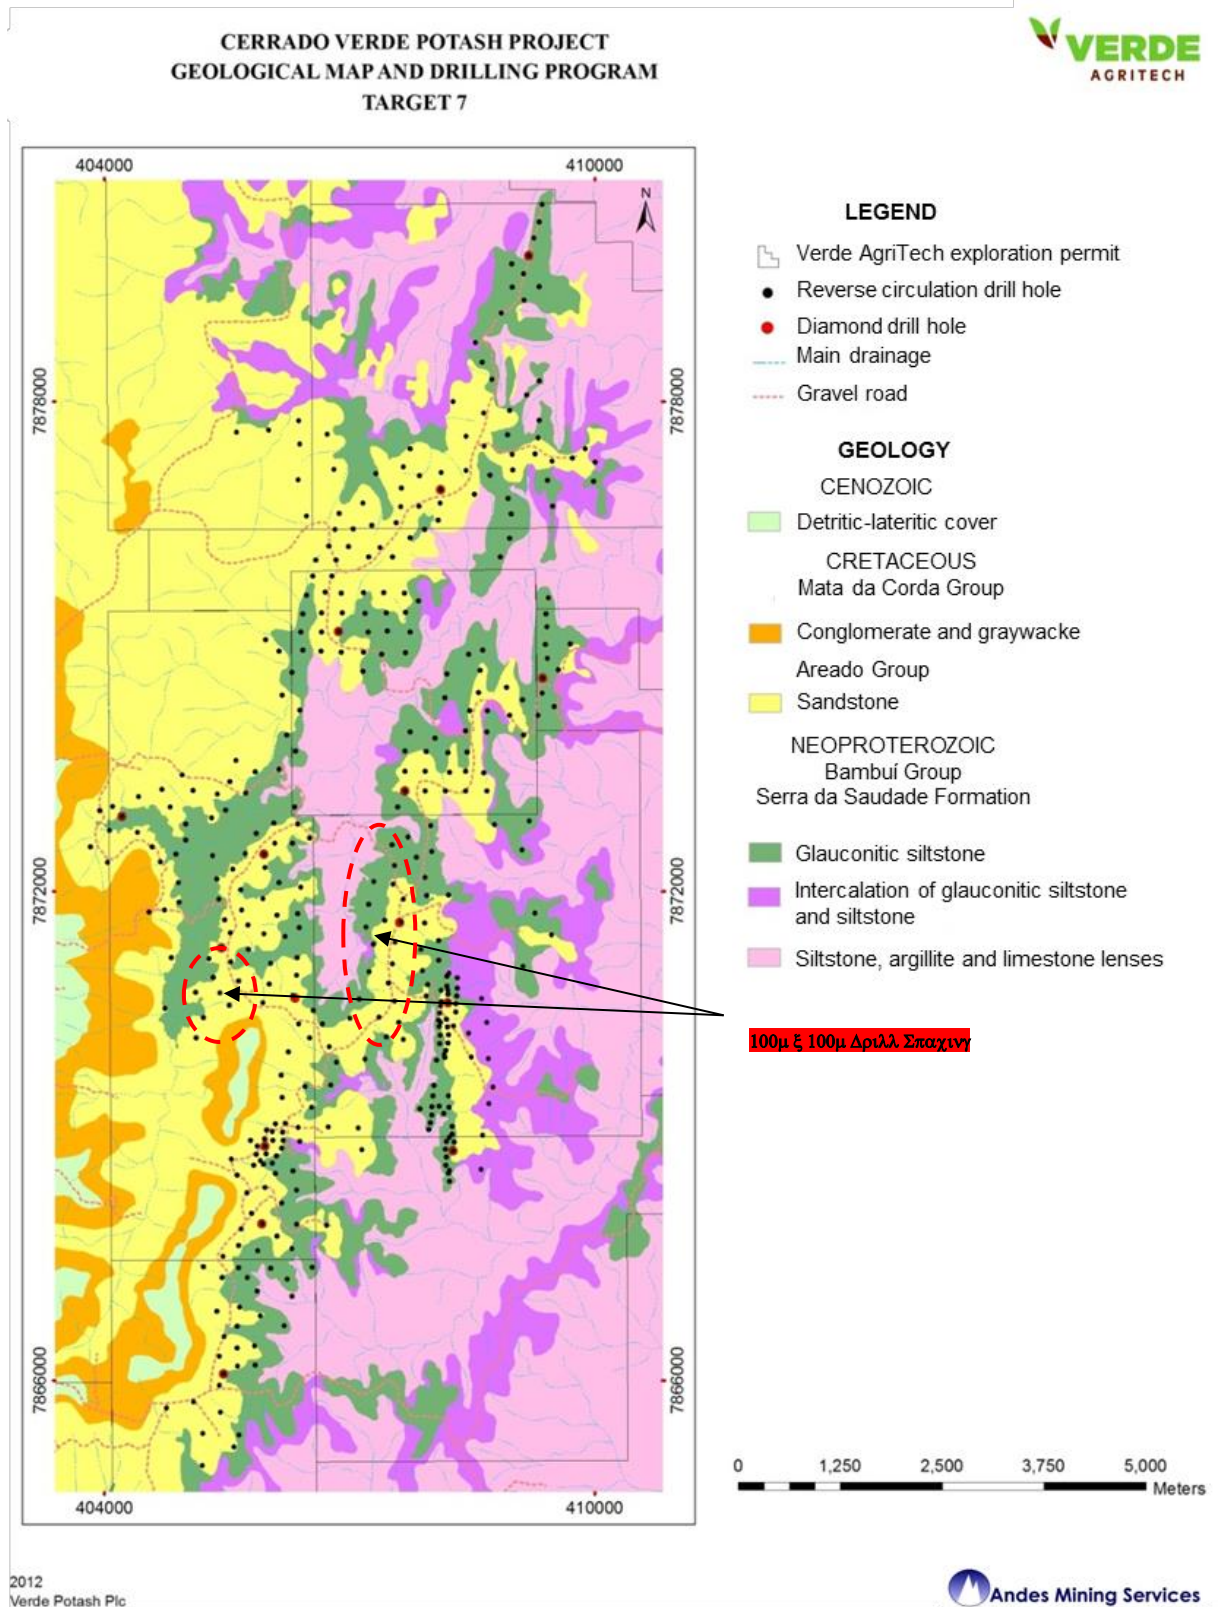 CERRADO VERDE POTASH PROJECT
GEOLOGICAL MAP AND DRILLING PROGRAM
TARGET 7
VERDE
AGRITECH
404000
410000
N
7878000
7878000
7872000
7872000
7866000
7866000
404000
410000
LEGEND
Verde AgriTech exploration permit
Reverse circulation drill hole
Diamond drill hole
Main drainage
Gravel road
GEOLOGY
CENOZOIC
Detritic-lateritic cover
CRETACEOUS
Mata da Corda Group
Conglomerate and graywacke
Areado Group
Sandstone
NEOPROTEROZOIC
Bambuí Group
Serra da Saudade Formation
Glauconitic siltstone
Intercalation of glauconitic siltstone
and siltstone
Siltstone, argillite and limestone lenses
100μ ξ 100μ Δριλλ Σπαχινγ
0 1,250 2,500 3,750 5,000
Meters
2012
Verde Potash Plc
Andes Mining Services